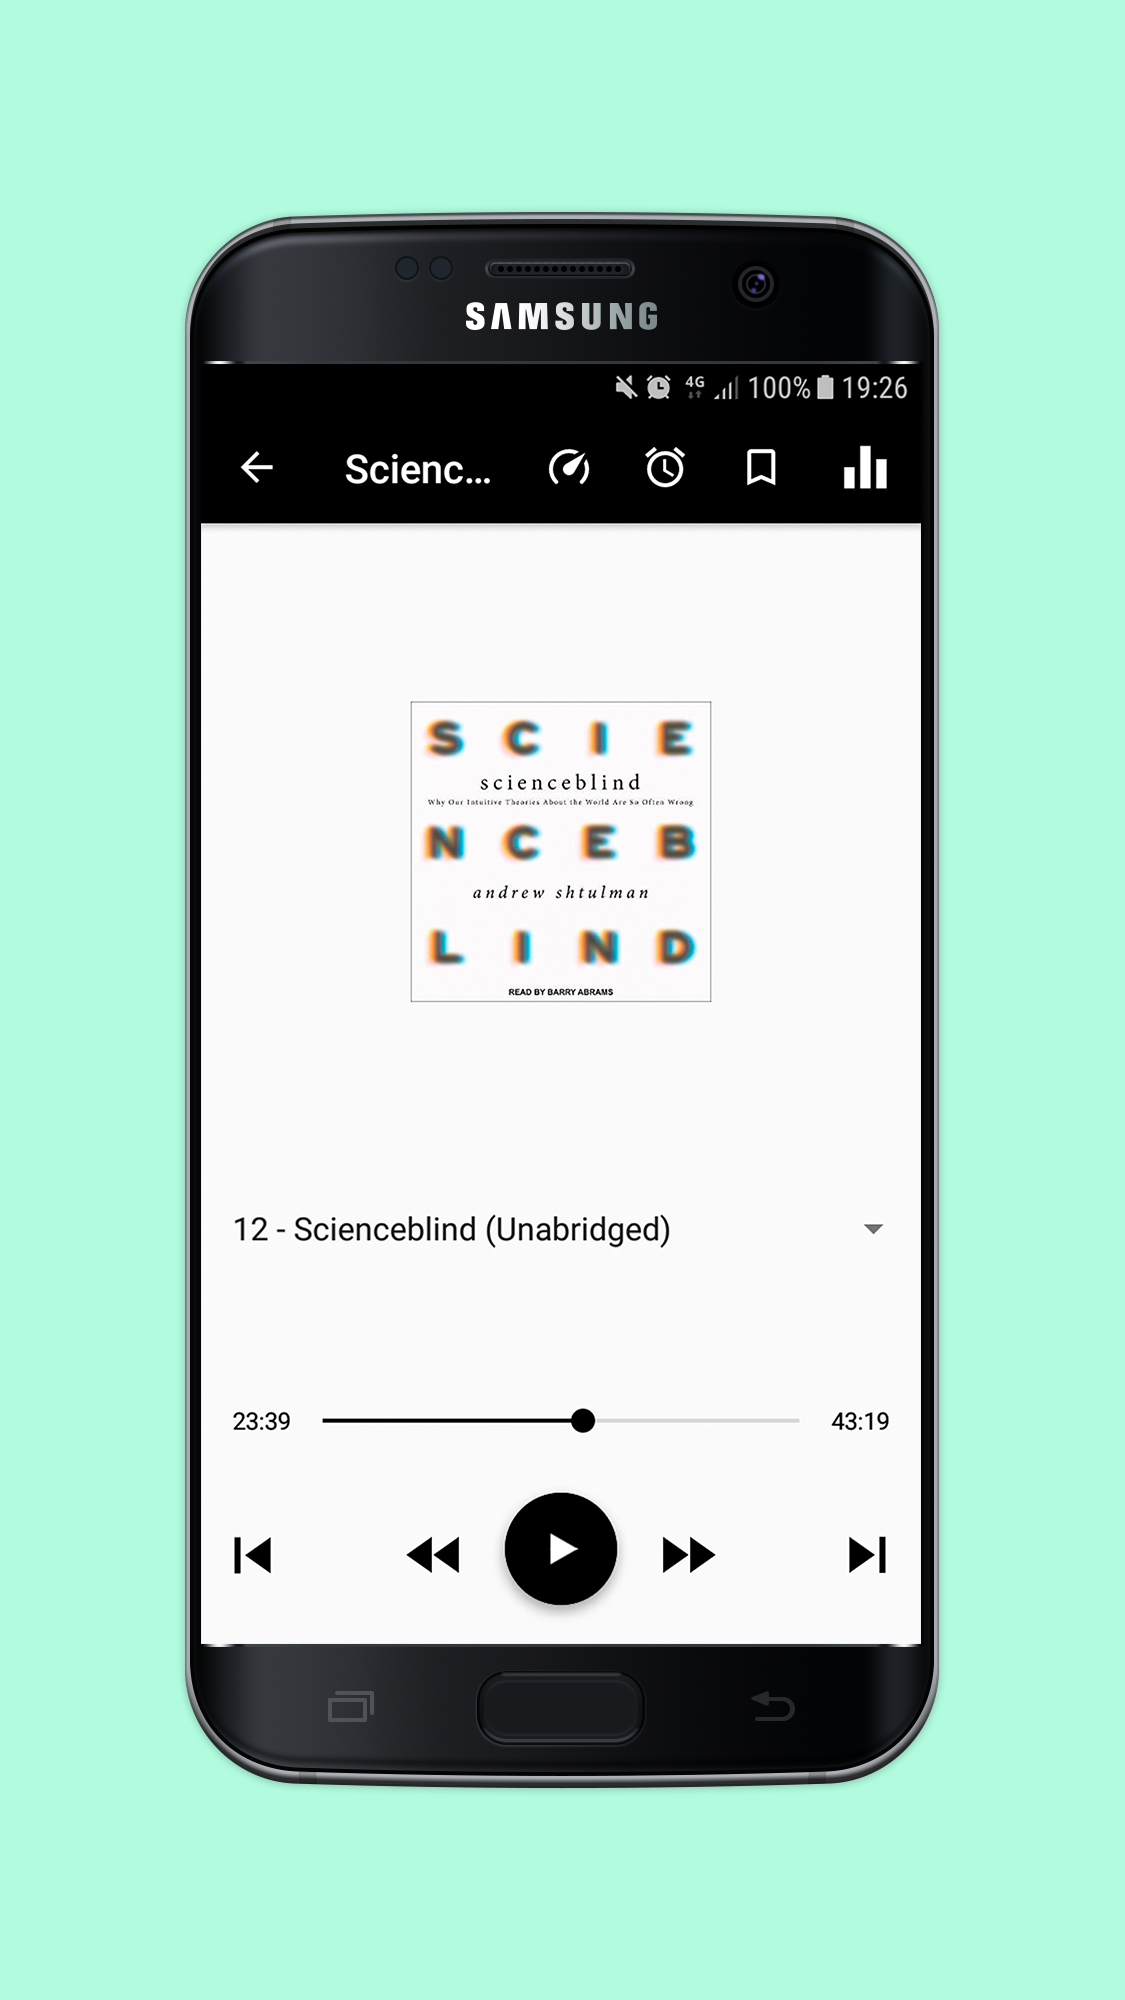 SAMSUNG
4G 100% 19:26
Scienc...
S C I E
scienceblind
Why Our Intuitive Theories About the World Are So Often Wrong
N C E B
andrew shtulman
L I N D
READ BY BARRY ABRAMS
12 - Scienceblind (Unabridged)
23:39 43:19